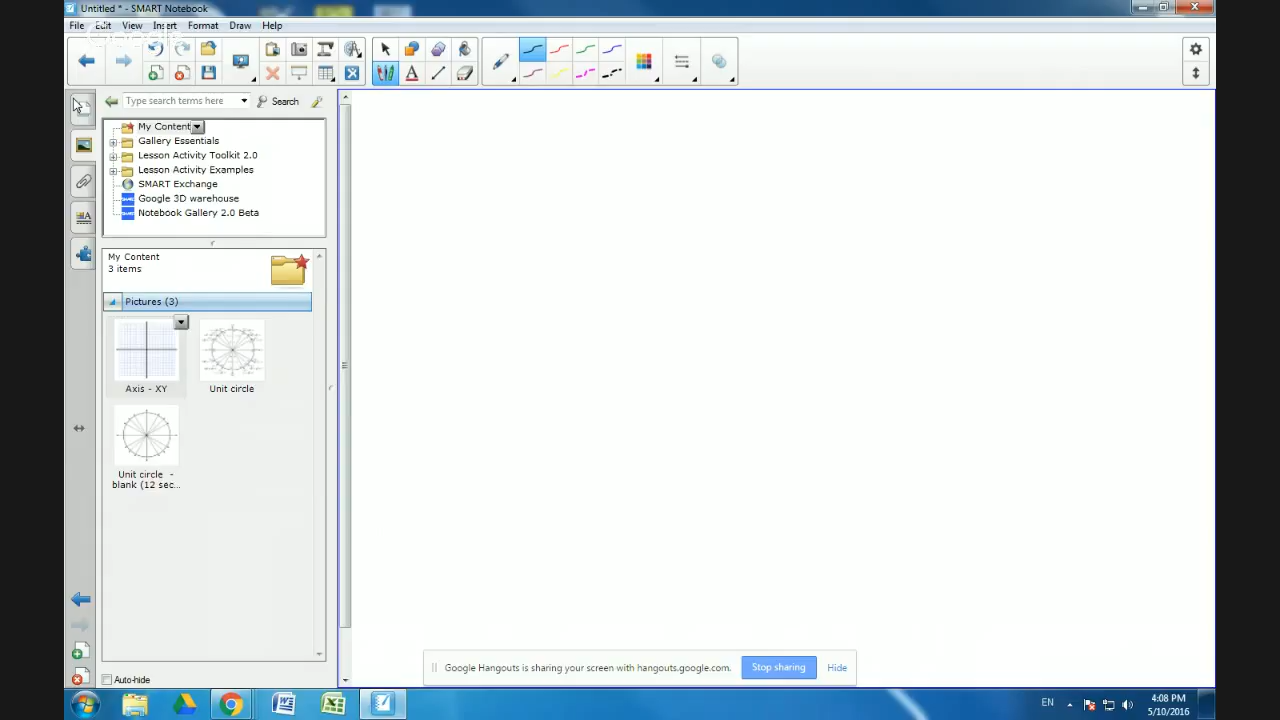 Untitled * - SMART Notebook
File Edit View Insert Format Draw Help
Type search terms here Search
My Content
Gallery Essentials
Lesson Activity Toolkit 2.0
Lesson Activity Examples
SMART Exchange
Google 3D warehouse
Notebook Gallery 2.0 Beta
My Content
3 items
Pictures (3)
Axis - XY Unit circle
Unit circle -
blank (12 sec...
Google Hangouts is sharing your screen with hangouts.google.com. Stop sharing Hide
Auto-hide
EN 4:08 PM
5/10/2016